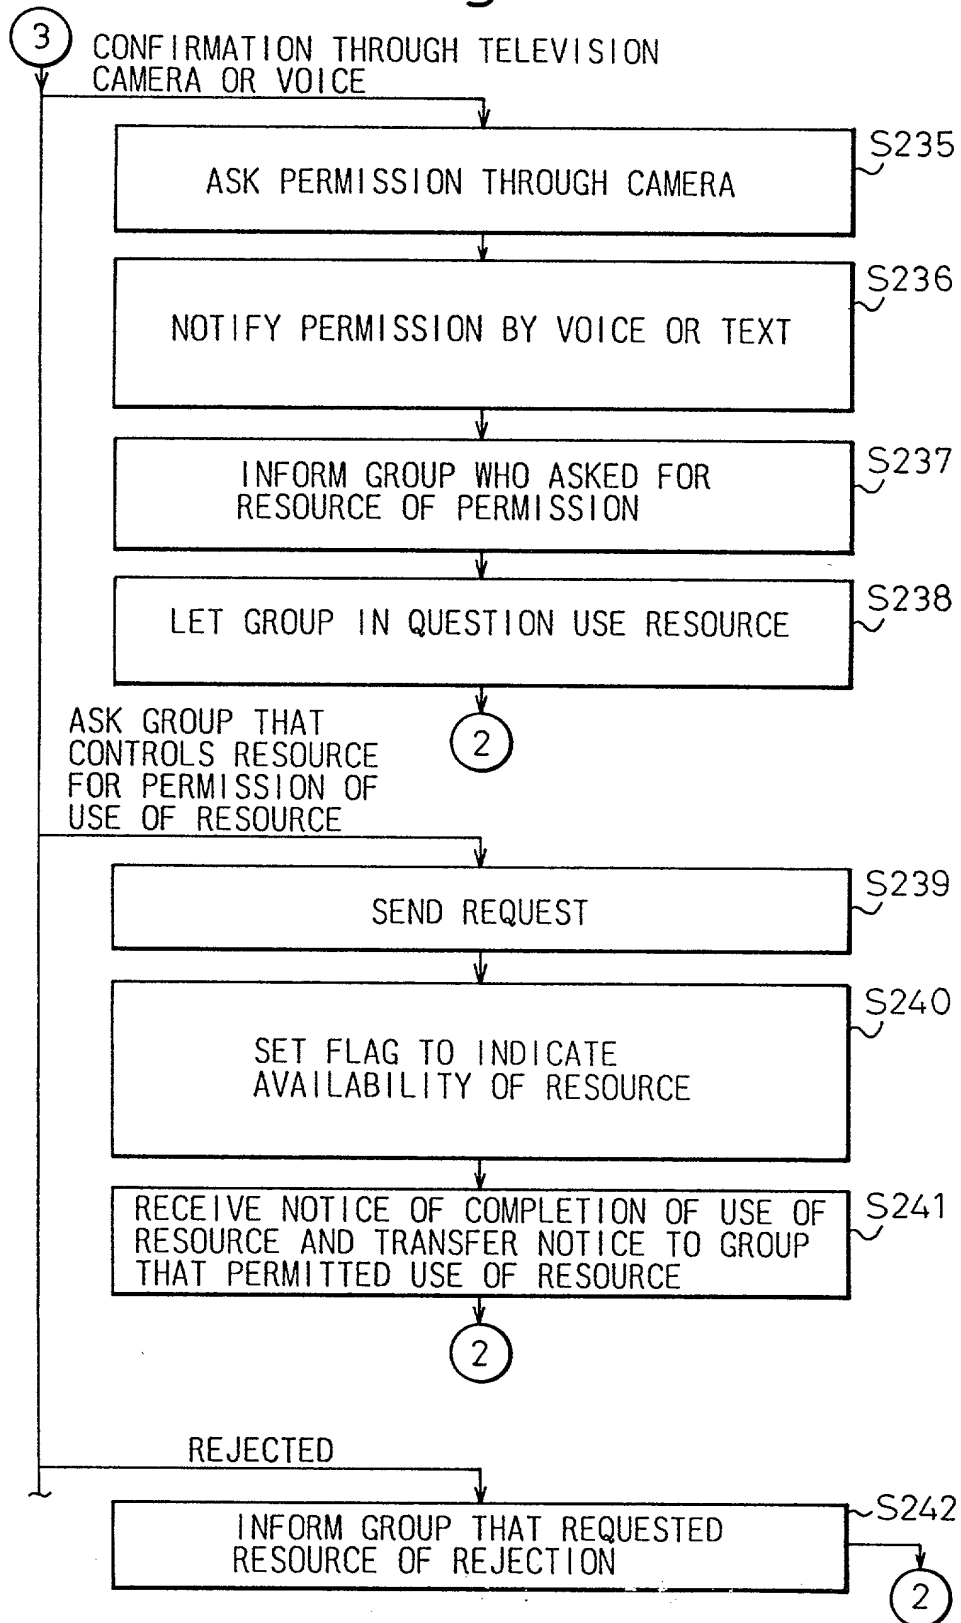 3
CONFIRMATION THROUGH TELEVISION
CAMERA OR VOICE
S235
ASK PERMISSION THROUGH CAMERA
S236
NOTIFY PERMISSION BY VOICE OR TEXT
S237
INFORM GROUP WHO ASKED FOR
RESOURCE OF PERMISSION
S238
LET GROUP IN QUESTION USE RESOURCE
2
ASK GROUP THAT
CONTROLS RESOURCE
FOR PERMISSION OF
USE OF RESOURCE
S239
SEND REQUEST
S240
SET FLAG TO INDICATE
AVAILABILITY OF RESOURCE
S241
RECEIVE NOTICE OF COMPLETION OF USE OF
RESOURCE AND TRANSFER NOTICE TO GROUP
THAT PERMITTED USE OF RESOURCE
2
REJECTED
S242
INFORM GROUP THAT REQUESTED
RESOURCE OF REJECTION
2